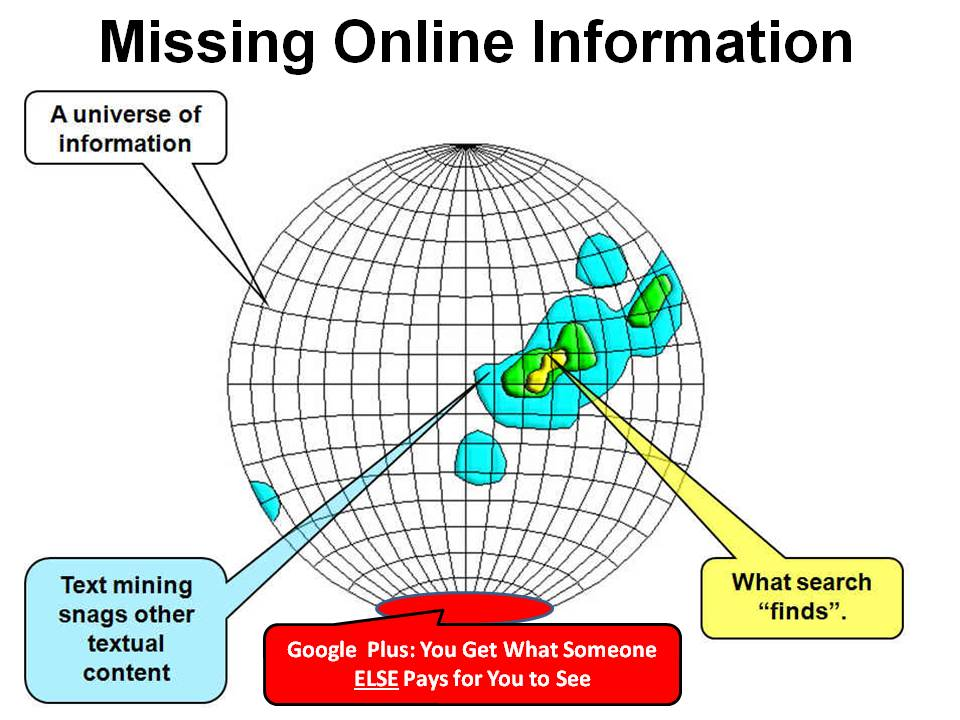 Missing Online Information
A universe of
information
Text mining
snags other
textual
content
What search
“finds”.
Google Plus: You Get What Someone
ELSE Pays for You to See